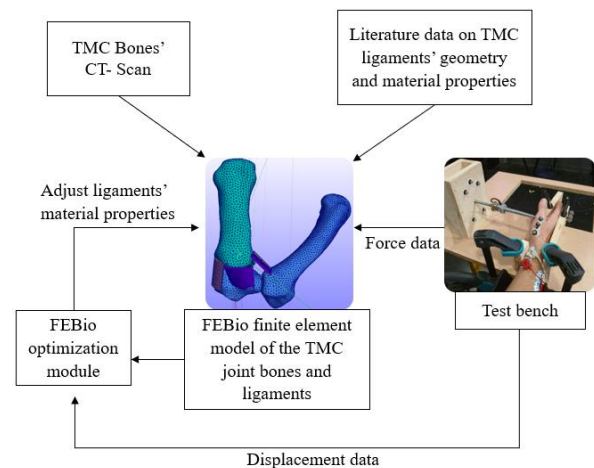 TMC Bones'
CT- Scan
Literature data on TMC
ligaments' geometry
and material properties
Adjust ligaments'
material properties
Force data
FEBio
optimization
module
FEBio finite element
model of the TMC
joint bones and
ligaments
Test bench
Displacement data